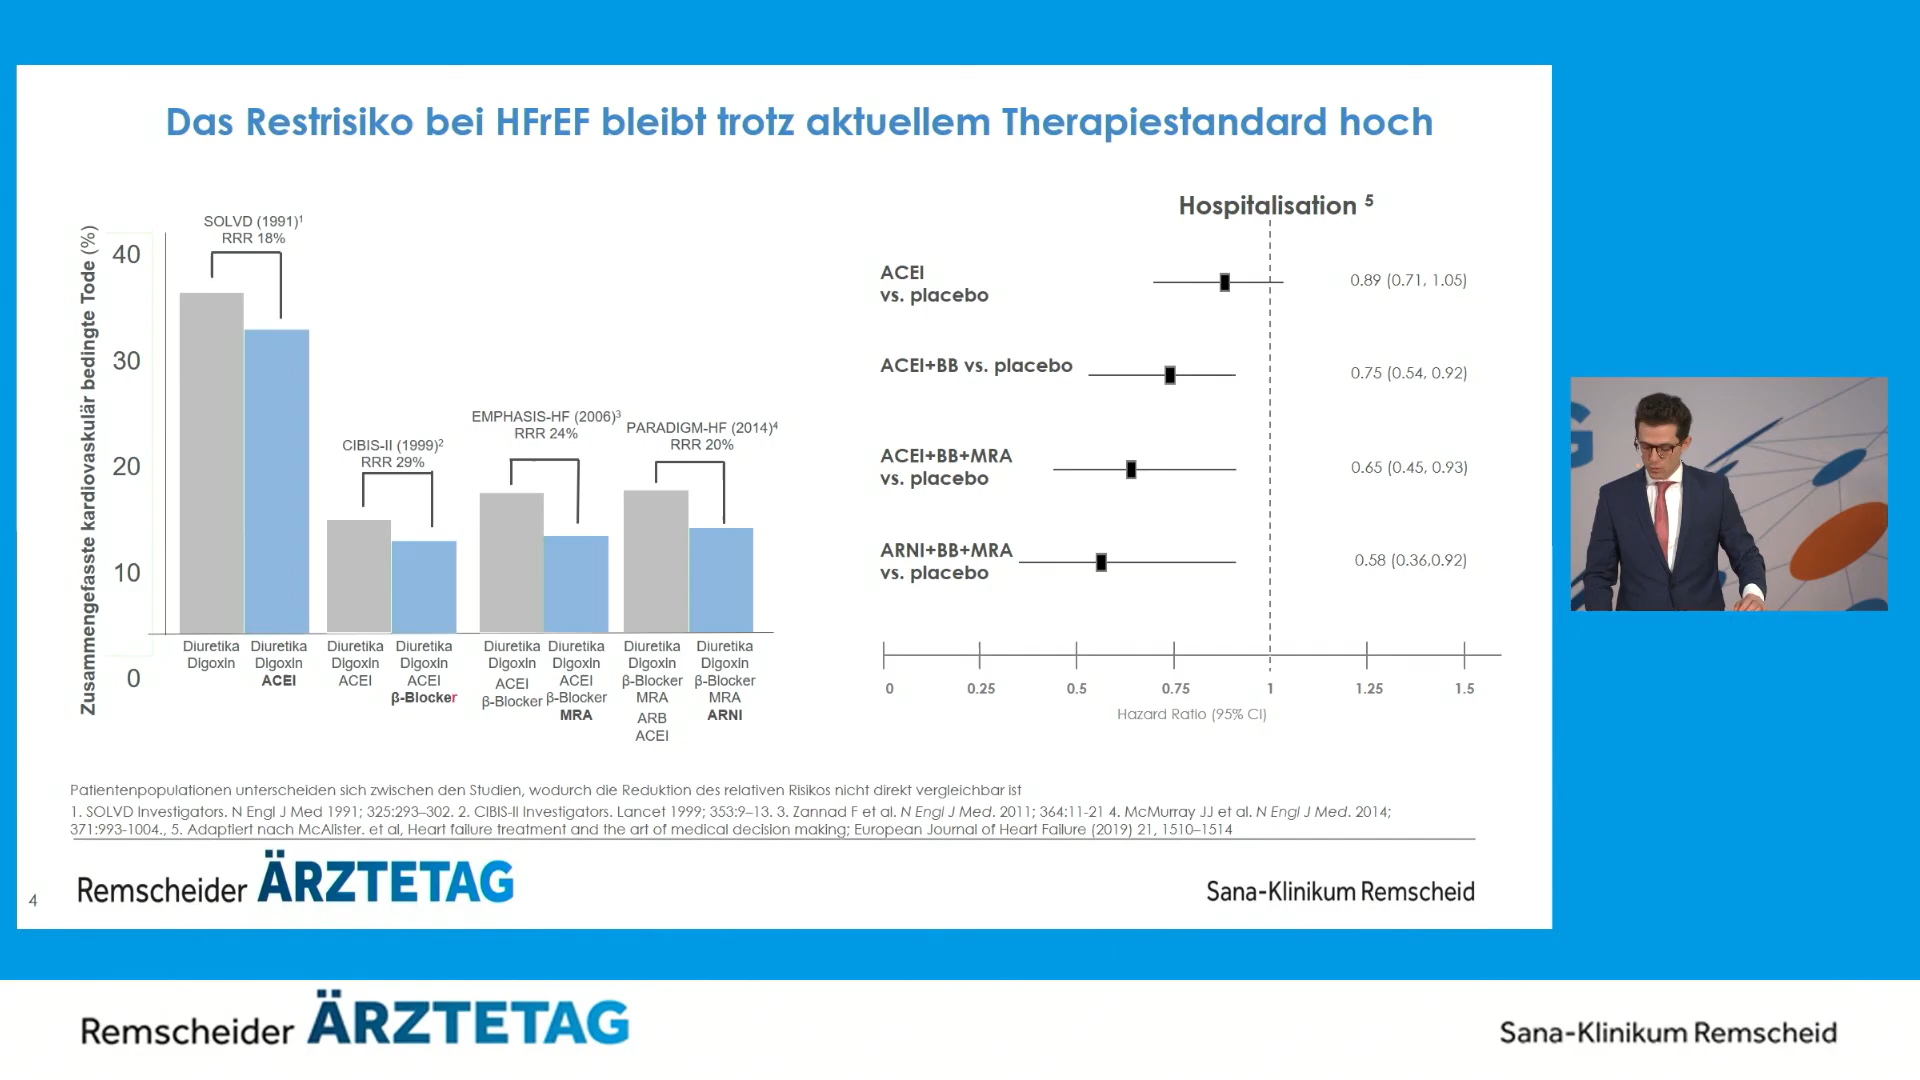 Das Restrisiko bei HFrEF bleibt trotz aktuellem Therapiestandard hoch
Zusammengefasste kardiovaskulär bedingte Tode (%)
40
30
20
10
0
SOLVD (1991)¹
RRR 18%
CIBIS-II (1999)²
RRR 29%
EMPHASIS-HF (2006)³
RRR 24%
PARADIGM-HF (2014)⁴
RRR 20%
Diuretika
Digoxin
Diuretika
Digoxin
ACEI
Diuretika
Digoxin
ACEI
Diuretika
Digoxin
ACEI
β-Blocker
Diuretika
Digoxin
ACEI
β-Blocker
Diuretika
Digoxin
ACEI
β-Blocker
MRA
Diuretika
Digoxin
β-Blocker
MRA
ARB
ACEI
Diuretika
Digoxin
β-Blocker
MRA
ARNI
Hospitalisation ⁵
ACEI
vs. placebo
0.89 (0.71, 1.05)
ACEI+BB vs. placebo
0.75 (0.54, 0.92)
ACEI+BB+MRA
vs. placebo
0.65 (0.45, 0.93)
ARNI+BB+MRA
vs. placebo
0.58 (0.36,0.92)
0 0.25 0.5 0.75 1 1.25 1.5
Hazard Ratio (95% CI)
Patientenpopulationen unterscheiden sich zwischen den Studien, wodurch die Reduktion des relativen Risikos nicht direkt vergleichbar ist
1. SOLVD Investigators. N Engl J Med 1991; 325:293–302. 2. CIBIS-II Investigators. Lancet 1999; 353:9–13. 3. Zannad F et al. N Engl J Med. 2011; 364:11-21 4. McMurray JJ et al. N Engl J Med. 2014;
371:993-1004., 5. Adaptiert nach McAlister. et al, Heart failure treatment and the art of medical decision making; European Journal of Heart Failure (2019) 21, 1510–1514
4
Remscheider ÄRZTETAG
Sana-Klinikum Remscheid
G
Remscheider ÄRZTETAG
Sana-Klinikum Remscheid